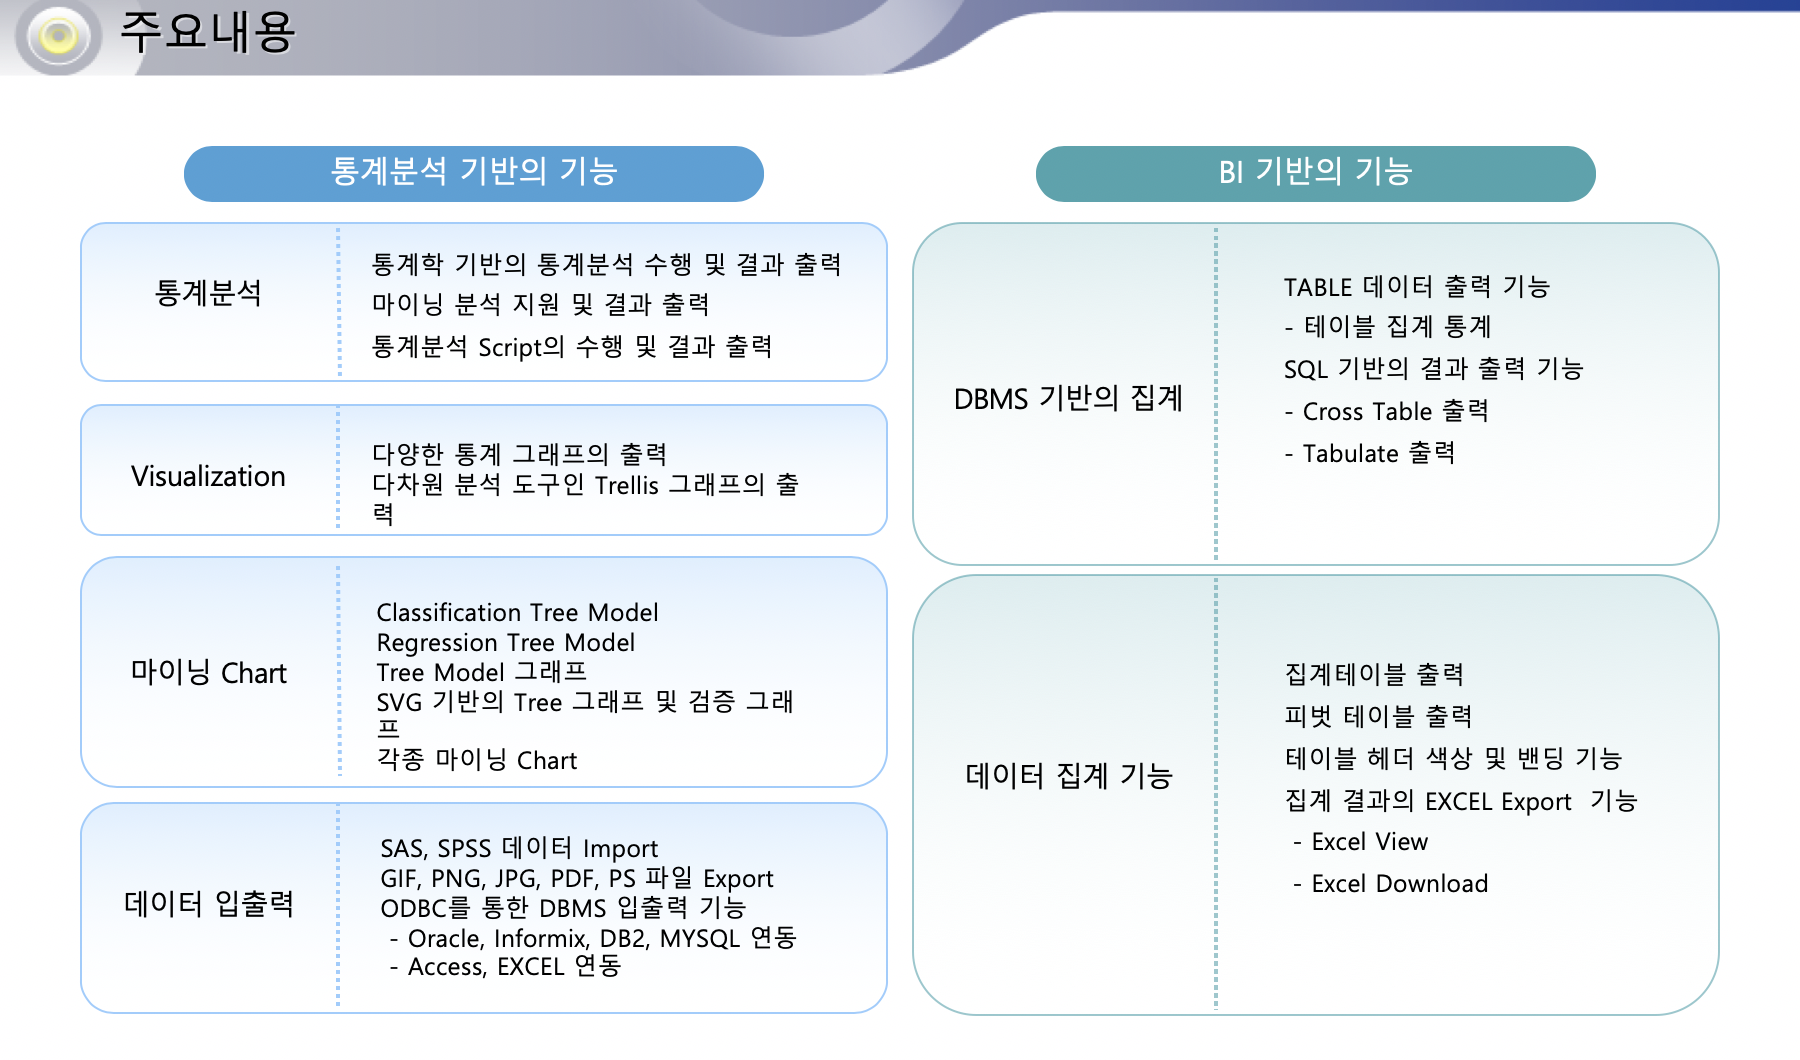 주요내용
통계분석 기반의 기능
통계분석
통계학 기반의 통계분석 수행 및 결과 출력
마이닝 분석 지원 및 결과 출력
통계분석 Script의 수행 및 결과 출력
Visualization
다양한 통계 그래프의 출력
다차원 분석 도구인 Trellis 그래프의 출
력
마이닝 Chart
Classification Tree Model
Regression Tree Model
Tree Model 그래프
SVG 기반의 Tree 그래프 및 검증 그래
프
각종 마이닝 Chart
데이터 입출력
SAS, SPSS 데이터 Import
GIF, PNG, JPG, PDF, PS 파일 Export
ODBC를 통한 DBMS 입출력 기능
- Oracle, Informix, DB2, MYSQL 연동
- Access, EXCEL 연동
BI 기반의 기능
DBMS 기반의 집계
TABLE 데이터 출력 기능
- 테이블 집계 통계
SQL 기반의 결과 출력 기능
- Cross Table 출력
- Tabulate 출력
데이터 집계 기능
집계테이블 출력
피벗 테이블 출력
테이블 헤더 색상 및 밴딩 기능
집계 결과의 EXCEL Export 기능
- Excel View
- Excel Download